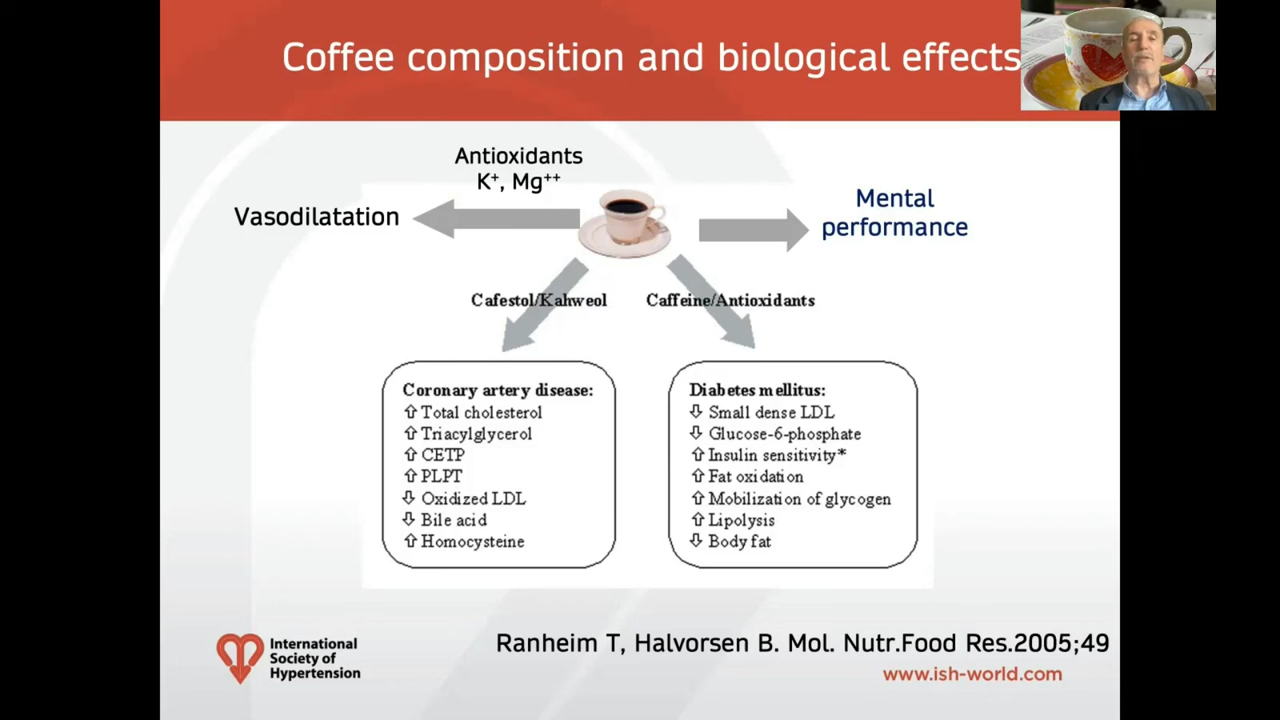 Coffee composition and biological effects
Antioxidants
K+, Mg++
Vasodilatation
Mental
performance
Cafestol/Kahweol
Caffeine/Antioxidants
Coronary artery disease:
⇧ Total cholesterol
⇧ Triacylglycerol
⇧ CETP
⇧ PLPT
⇩ Oxidized LDL
⇩ Bile acid
⇧ Homocysteine
Diabetes mellitus:
⇩ Small dense LDL
⇩ Glucose-6-phosphate
⇧ Insulin sensitivity*
⇧ Fat oxidation
⇧ Mobilization of glycogen
⇧ Lipolysis
⇩ Body fat
International
Society of
Hypertension
Ranheim T, Halvorsen B. Mol. Nutr.Food Res.2005;49
www.ish-world.com